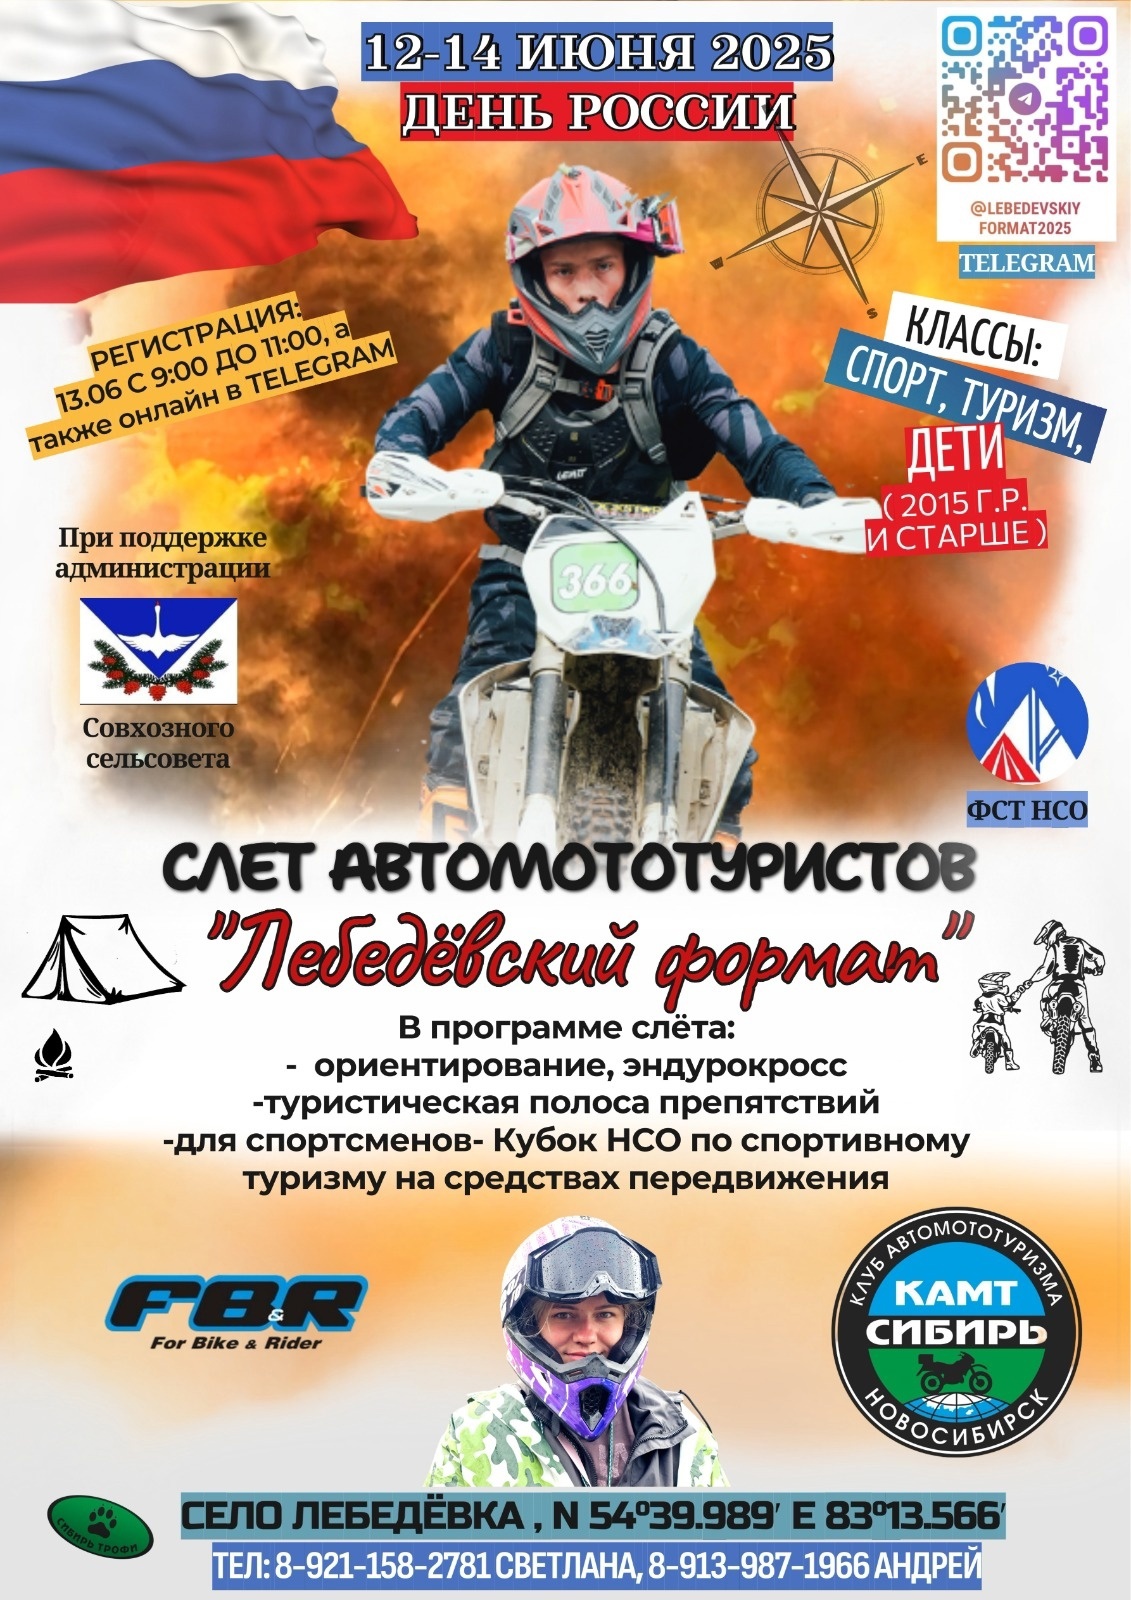 12-14 ИЮНЯ 2025
ДЕНЬ РОССИИ
@LEBEDEVSKIY
FORMAT2025
TELEGRAM
E
S
РЕГИСТРАЦИЯ:
13.06 С 9:00 ДО 11:00, а
также онлайн в TELEGRAM
КЛАССЫ:
СПОРТ, ТУРИЗМ,
ДЕТИ
( 2015 Г.Р.
И СТАРШЕ )
LEATT
366
При поддержке
администрации
Совхозного
сельсовета
ФСТ НСО
СЛЕТ АВТОМОТОТУРИСТОВ
"Лебедёвский формат"
В программе слёта:
- ориентирование, эндурокросс
-туристическая полоса препятствий
-для спортсменов- Кубок НСО по спортивному
туризму на средствах передвижения
FB&R
For Bike & Rider
КЛУБ АВТОМОТОТУРИЗМА
КАМТ
СИБИРЬ
НОВОСИБИРСК
СИБИРЬ ТРОФИ
СЕЛО ЛЕБЕДЁВКА , N 54º39.989′ E 83º13.566′
ТЕЛ: 8-921-158-2781 СВЕТЛАНА, 8-913-987-1966 АНДРЕЙ